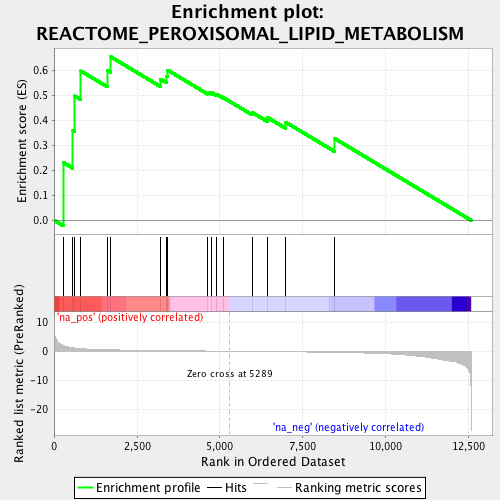 Enrichment plot:
REACTOME_PEROXISOMAL_LIPID_METABOLISM
Enrichment score (ES)
0.6
0.5
0.4
0.3
0.2
0.1
0.0
Ranked list metric (PreRanked)
10
5
0
-5
-10
-20
'na_pos' (positively correlated)
Zero cross at 5289
'na_neg' (negatively correlated)
0
2,500
5,000
7,500
10,000
12,500
Rank in Ordered Dataset
Enrichment profile
Hits
Ranking metric scores